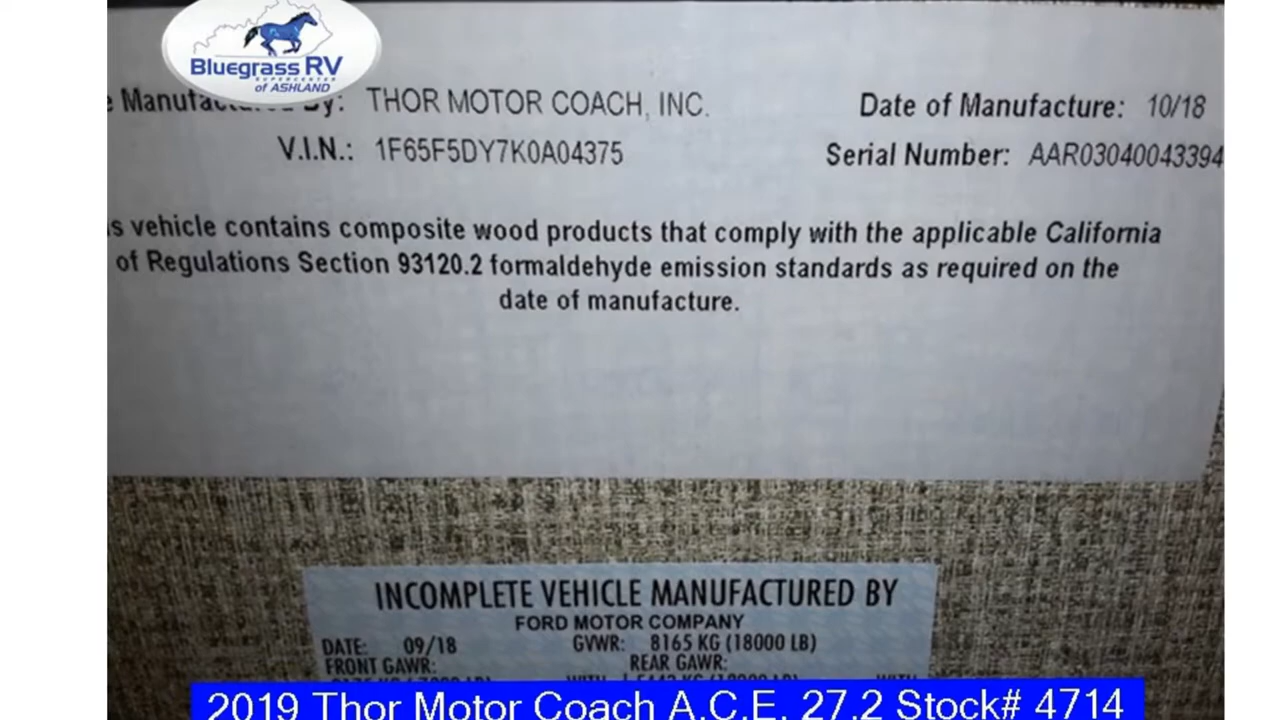 Bluegrass RV
SUPERCENTER
of ASHLAND
Manufactured By: THOR MOTOR COACH, INC.
Date of Manufacture: 10/18
V.I.N.: 1F65F5DY7K0A04375
Serial Number: AAR03040043394
s vehicle contains composite wood products that comply with the applicable California
of Regulations Section 93120.2 formaldehyde emission standards as required on the
date of manufacture.
INCOMPLETE VEHICLE MANUFACTURED BY
FORD MOTOR COMPANY
DATE: 09/18 GVWR: 8165 KG (18000 LB)
FRONT GAWR: REAR GAWR:
2019 Thor Motor Coach A.C.E. 27.2 Stock# 4714